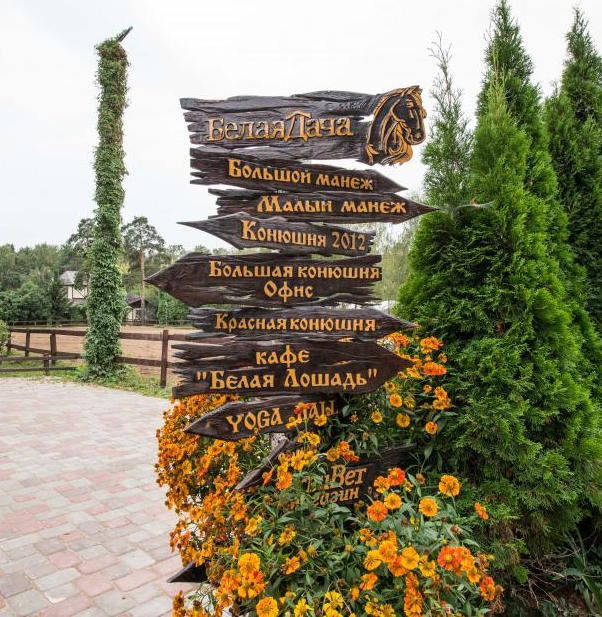 БелаяДача
Большой манеж
Малый манеж
Конюшня 2012
Большая конюшня
Офис
Красная конюшня
кафе
"Белая Лошадь"
YOGA